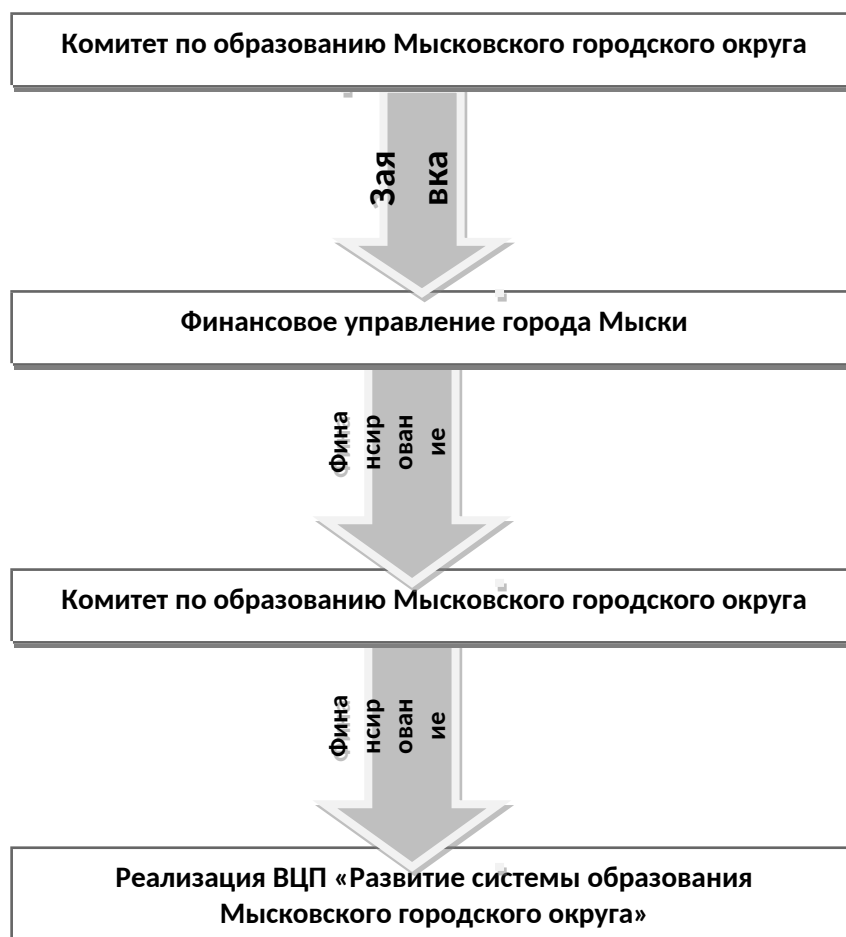 Комитет по образованию Мысковского городского округа
Зая
вка
Финансовое управление города Мыски
Фина
нсир
ован
ие
Комитет по образованию Мысковского городского округа
Фина
нсир
ован
ие
Реализация ВЦП «Развитие системы образования
Мысковского городского округа»